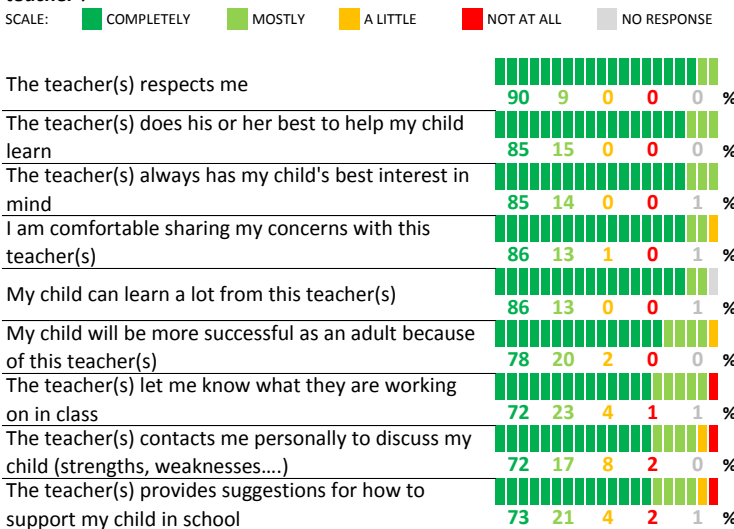 SCALE: COMPLETELY MOSTLY A LITTLE NOT AT ALL NO RESPONSE
The teacher(s) respects me
90 9 0 0 0 %
The teacher(s) does his or her best to help my child
learn
85 15 0 0 0 %
The teacher(s) always has my child's best interest in
mind
85 14 0 0 1 %
I am comfortable sharing my concerns with this
teacher(s)
86 13 1 0 1 %
My child can learn a lot from this teacher(s)
86 13 0 0 1 %
My child will be more successful as an adult because
of this teacher(s)
78 20 2 0 0 %
The teacher(s) let me know what they are working
on in class
72 23 4 1 1 %
The teacher(s) contacts me personally to discuss my
child (strengths, weaknesses....)
72 17 8 2 0 %
The teacher(s) provides suggestions for how to
support my child in school
73 21 4 2 1 %